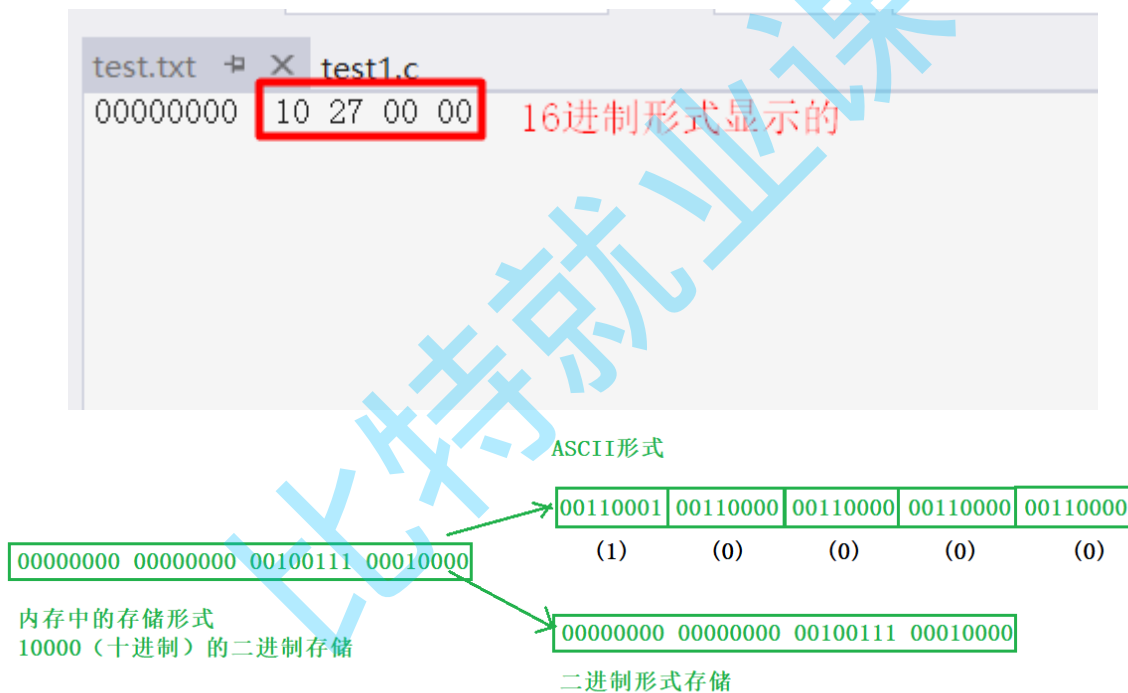 test.txt test1.c
00000000 10 27 00 00 16进制形式显示的
ASCII形式
00110001 00110000 00110000 00110000 00110000
(1) (0) (0) (0) (0)
00000000 00000000 00100111 00010000
内存中的存储形式
10000（十进制）的二进制存储
00000000 00000000 00100111 00010000
二进制形式存储
比特就业课